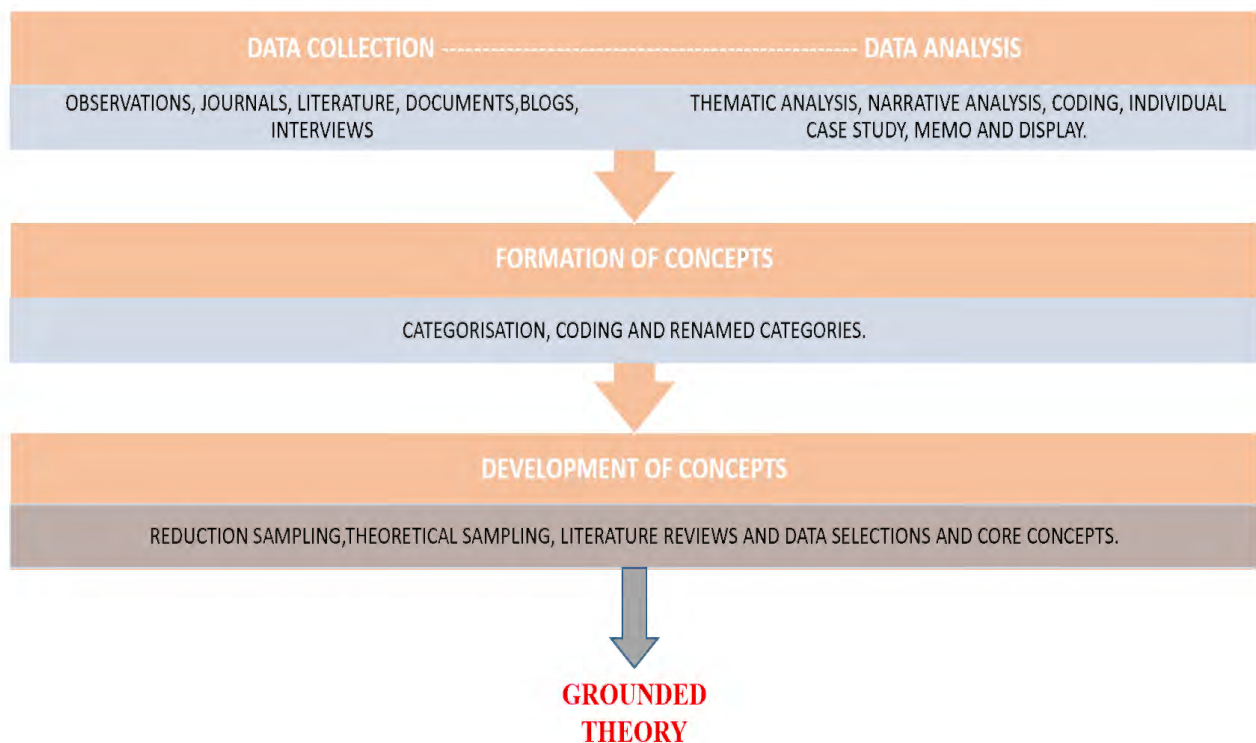 DATA COLLECTION ------------------------------------------------------- DATA ANALYSIS
OBSERVATIONS, JOURNALS, LITERATURE, DOCUMENTS,BLOGS,
INTERVIEWS
THEMATIC ANALYSIS, NARRATIVE ANALYSIS, CODING, INDIVIDUAL
CASE STUDY, MEMO AND DISPLAY.
FORMATION OF CONCEPTS
CATEGORISATION, CODING AND RENAMED CATEGORIES.
DEVELOPMENT OF CONCEPTS
REDUCTION SAMPLING,THEORETICAL SAMPLING, LITERATURE REVIEWS AND DATA SELECTIONS AND CORE CONCEPTS.
GROUNDED
THEORY